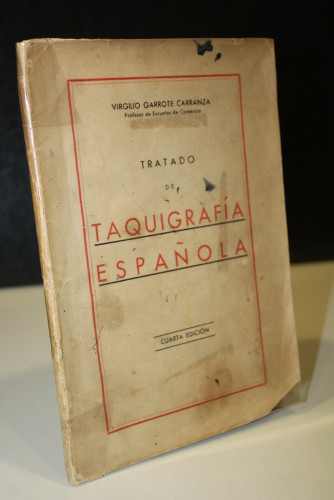 VIRGILIO GARROTE CARRANZA
Profesor de Escuelas de Comercio
TRATADO
DE
TAQUIGRAFÍA
ESPAÑOLA
CUARTA EDICIÓN